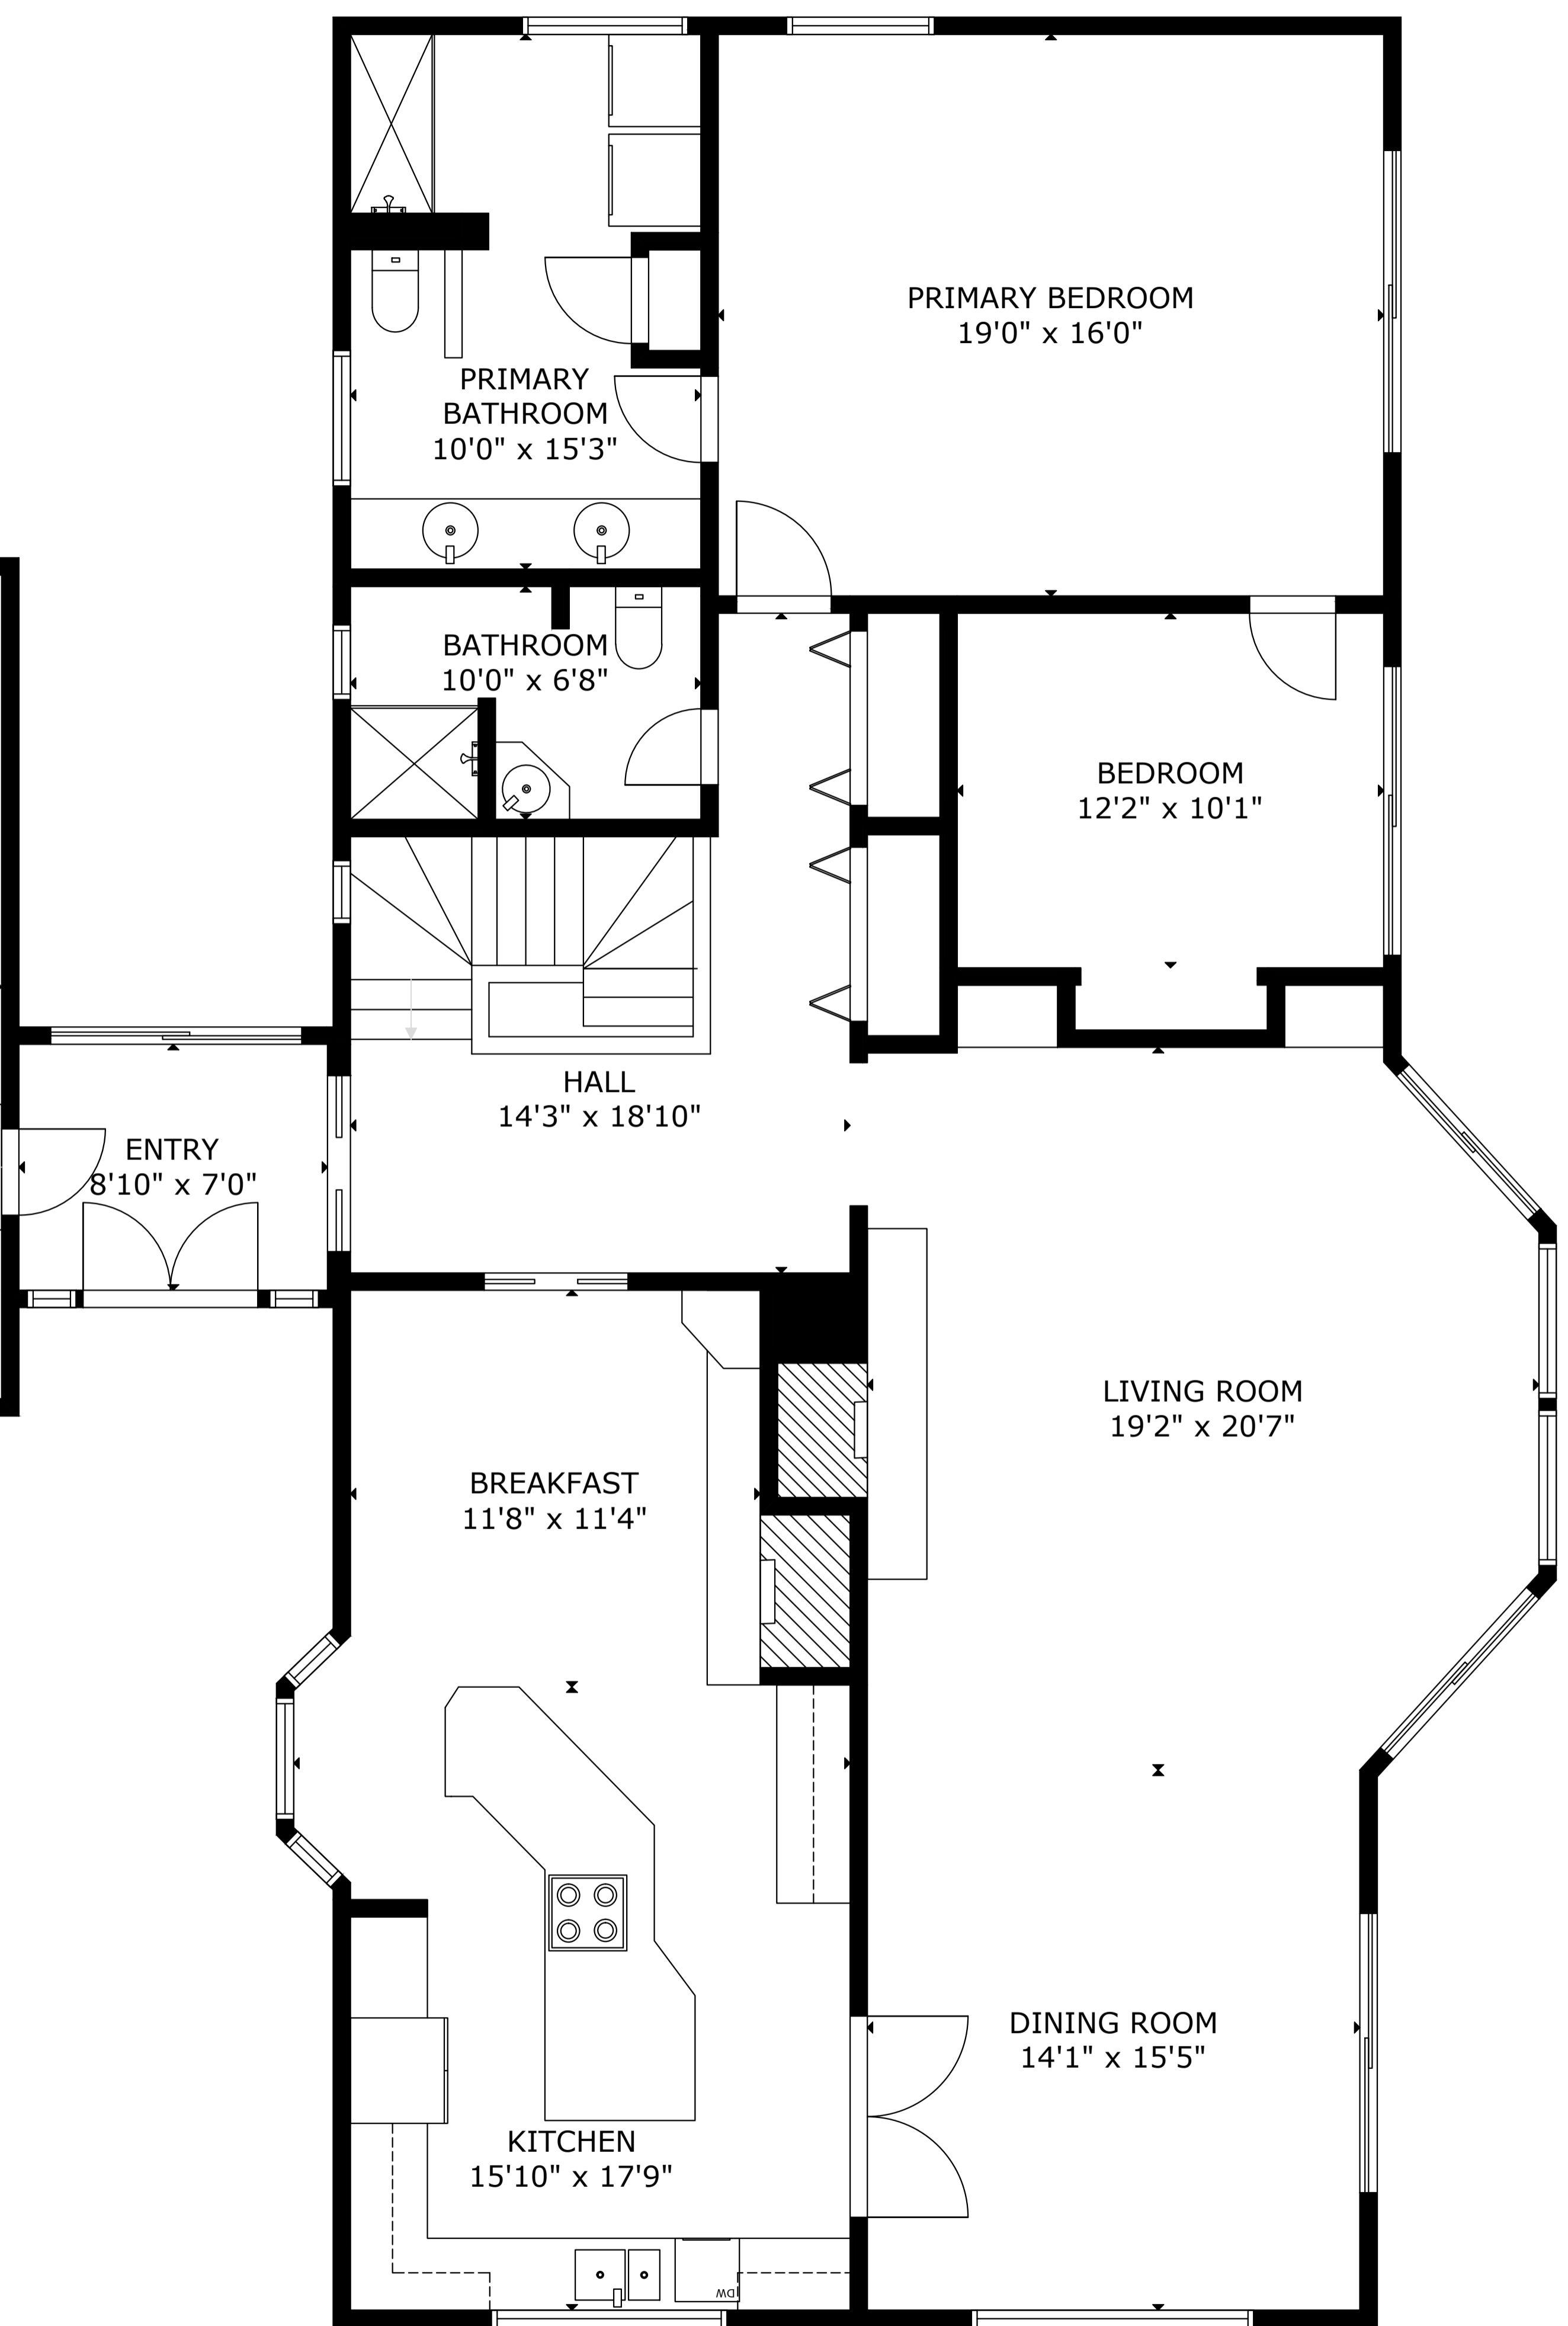 PRIMARY BEDROOM
19'0" x 16'0"
PRIMARY
BATHROOM
10'0" x 15'3"
BATHROOM
10'0" x 6'8"
BEDROOM
12'2" x 10'1"
HALL
14'3" x 18'10"
ENTRY
8'10" x 7'0"
LIVING ROOM
19'2" x 20'7"
BREAKFAST
11'8" x 11'4"
DINING ROOM
14'1" x 15'5"
KITCHEN
15'10" x 17'9"
DW